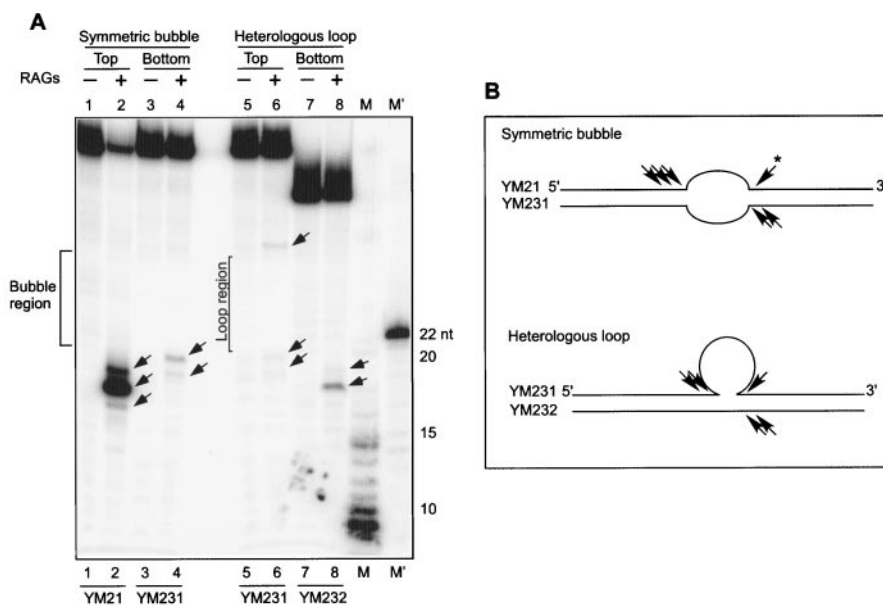 A
Symmetric bubble Heterologous loop
Top Bottom Top Bottom
RAGs – + – + – + – +
1 2 3 4 5 6 7 8 M M'
Bubble region
Loop region
22 nt
20
15
10
1 2 3 4 5 6 7 8 M M'
YM21 YM231 YM231 YM232
B
Symmetric bubble
*
YM21 5' 3'
YM231
Heterologous loop
YM231 5' 3'
YM232